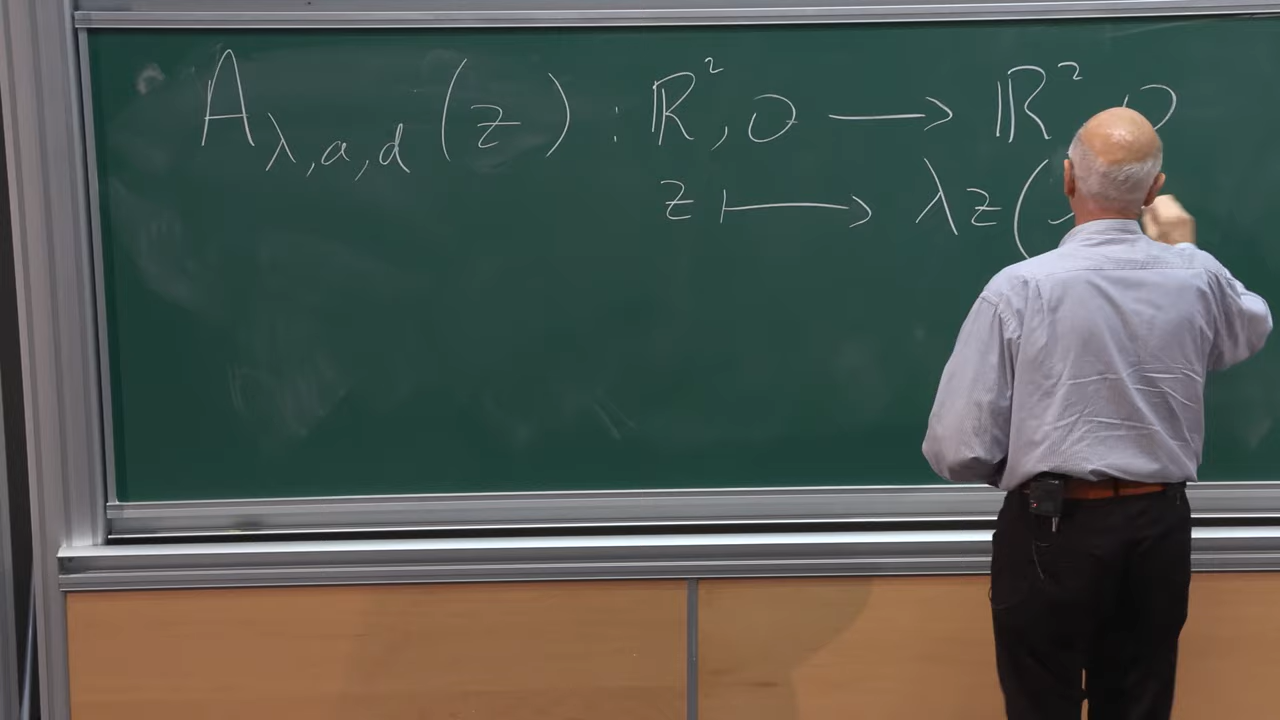 A_{λ,a,d}(z) : ℝ², 0 ⟶ ℝ², 0
z ⟼ λz(